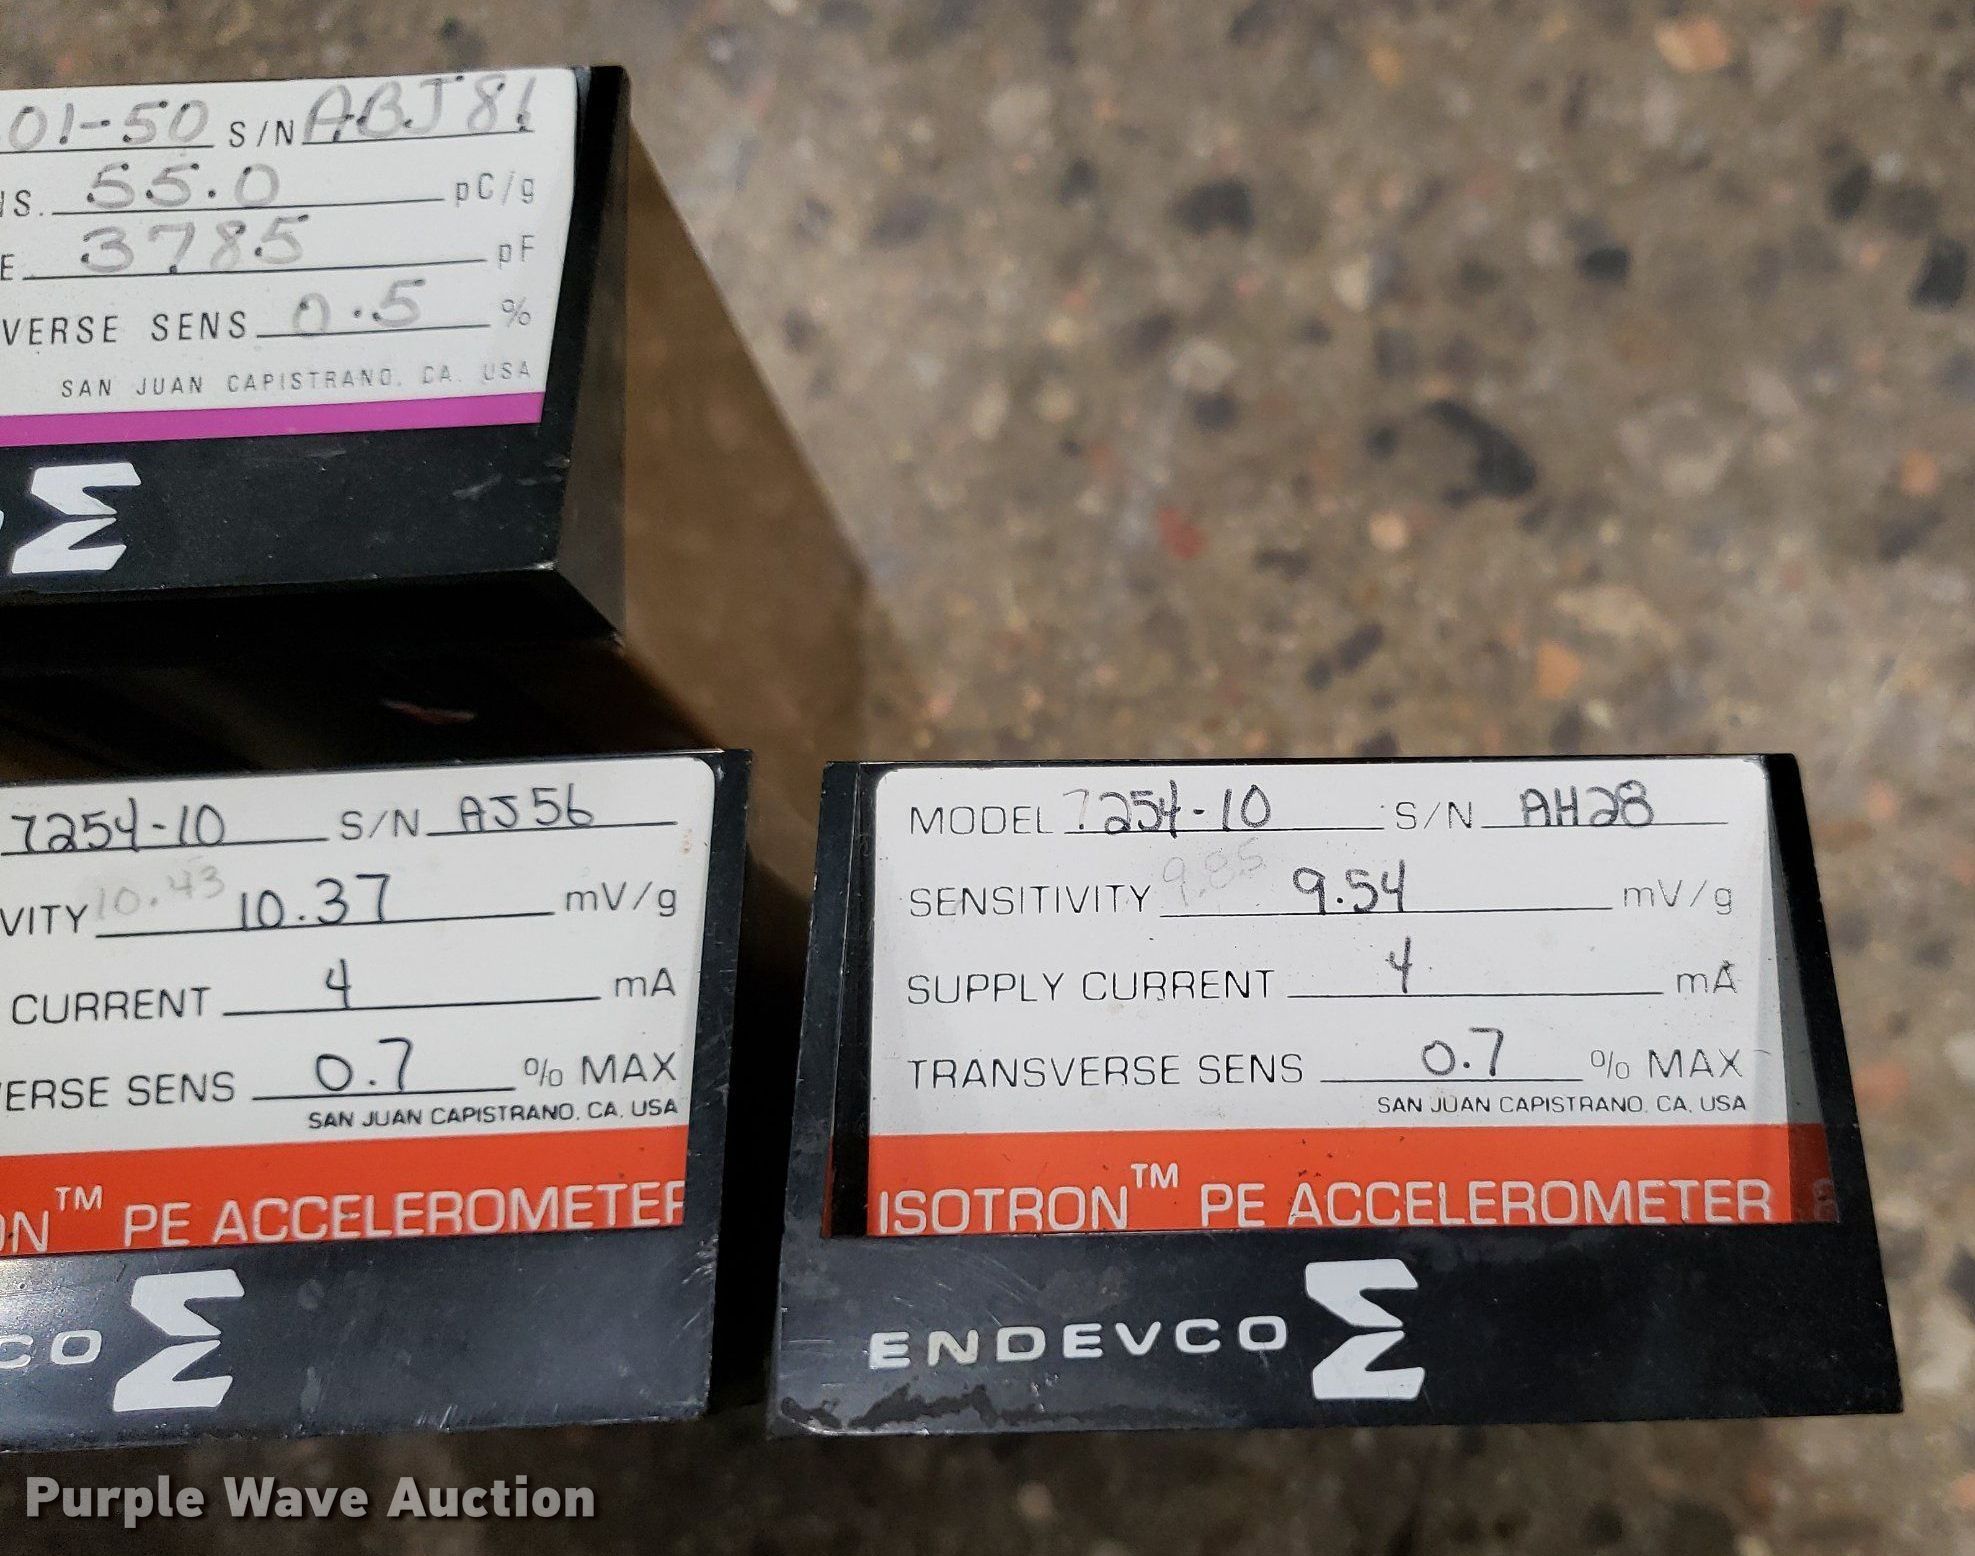 01-50 S/N ABJ81
NS. 55.0 pC/g
E 3785 pF
VERSE SENS 0.5 %
SAN JUAN CAPISTRANO, CA. USA
7254-10 S/N AJ56
VITY 10.43 10.37 mV/g
CURRENT 4 mA
ERSE SENS 0.7 % MAX
SAN JUAN CAPISTRANO, CA, USA
ON™ PE ACCELEROMETER
CO
MODEL 7254-10 S/N AH28
SENSITIVITY 9.85 9.54 mV/g
SUPPLY CURRENT 4 mA
TRANSVERSE SENS 0.7 % MAX
SAN JUAN CAPISTRANO, CA, USA
ISOTRON™ PE ACCELEROMETER
ENDEVCO
Purple Wave Auction